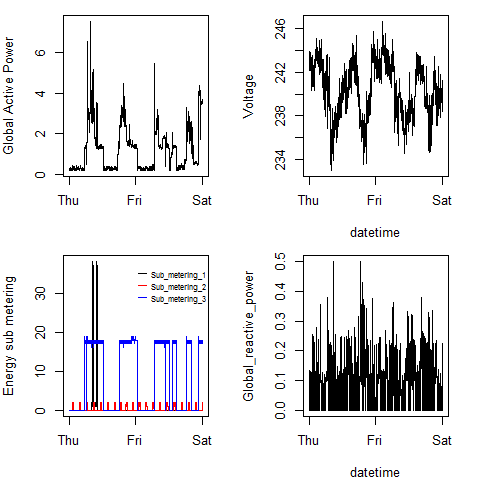 Global Active Power
0 2 4 6
Thu Fri Sat
Voltage
234 238 242 246
Thu Fri Sat
datetime
Energy sub metering
0 10 20 30
Sub_metering_1
Sub_metering_2
Sub_metering_3
Thu Fri Sat
Global_reactive_power
0.0 0.1 0.2 0.3 0.4 0.5
Thu Fri Sat
datetime